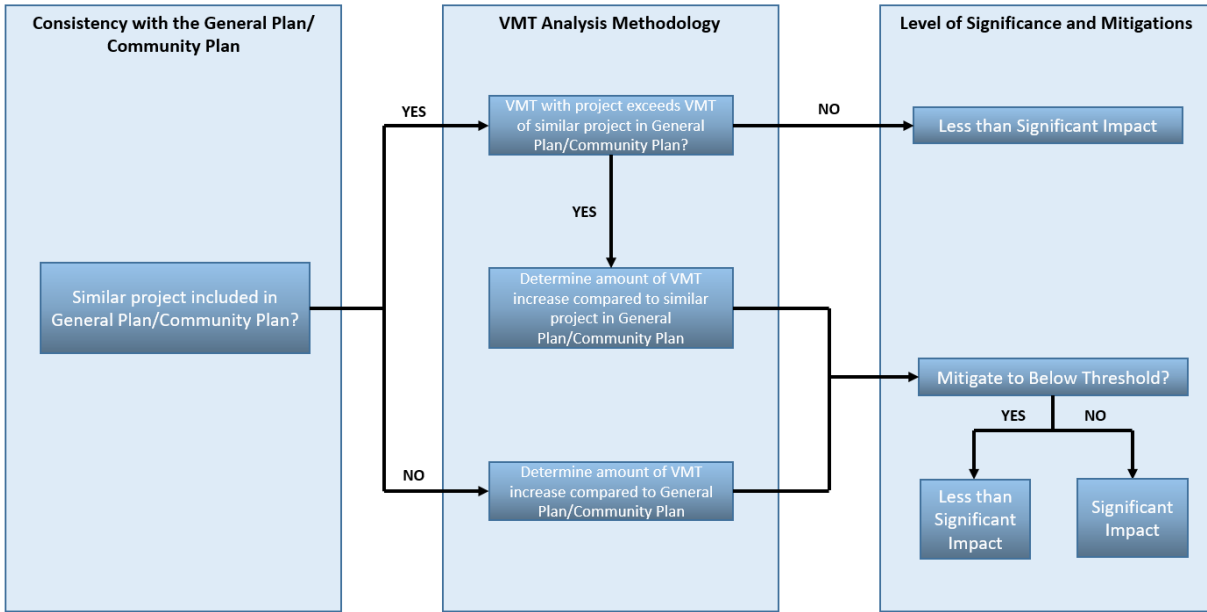 Consistency with the General Plan/
Community Plan
Similar project included in
General Plan/Community Plan?
YES
NO
VMT Analysis Methodology
VMT with project exceeds VMT
of similar project in General
Plan/Community Plan?
YES
Determine amount of VMT
increase compared to similar
project in General
Plan/Community Plan
Determine amount of VMT
increase compared to General
Plan/Community Plan
NO
Level of Significance and Mitigations
Less than Significant Impact
Mitigate to Below Threshold?
YES
NO
Less than
Significant
Impact
Significant
Impact